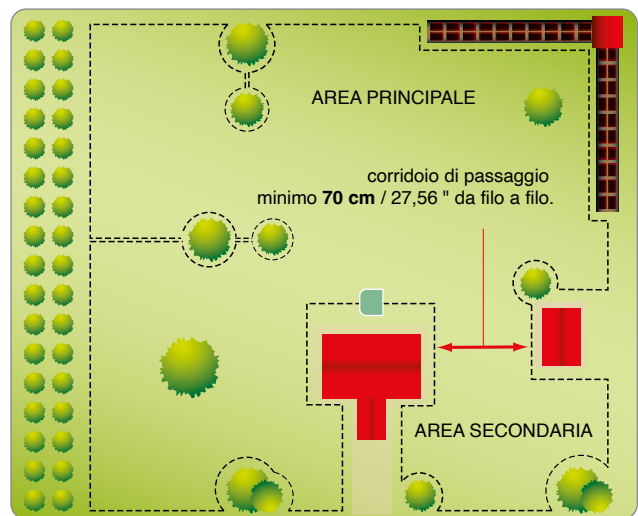 AREA PRINCIPALE
corridoio di passaggio
minimo 70 cm / 27,56 " da filo a filo.
AREA SECONDARIA